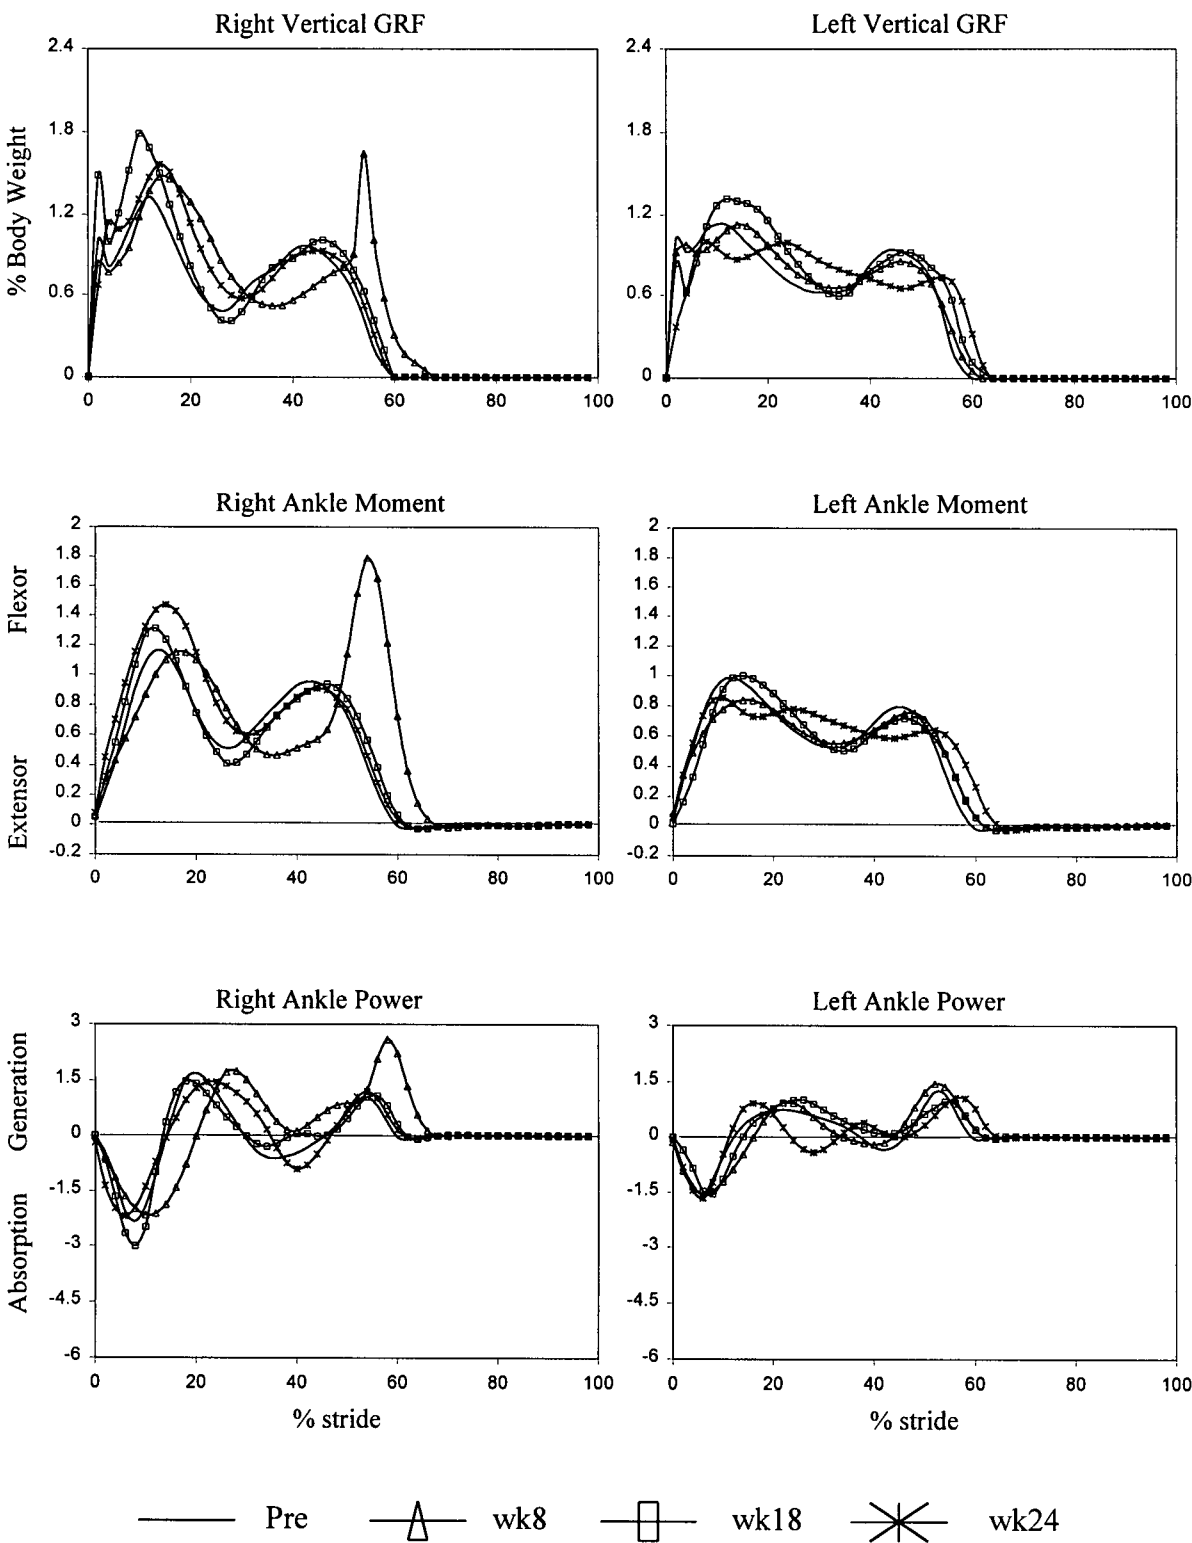 Right Vertical GRF
Left Vertical GRF
% Body Weight
2.4
1.8
1.2
0.6
0
0 20 40 60 80 100
2.4
1.8
1.2
0.6
0
0 20 40 60 80 100
Right Ankle Moment
Left Ankle Moment
Flexor
Extensor
2
1.8
1.6
1.4
1.2
1
0.8
0.6
0.4
0.2
0
-0.2
0 20 40 60 80 100
2
1.8
1.6
1.4
1.2
1
0.8
0.6
0.4
0.2
0
-0.2
0 20 40 60 80 100
Right Ankle Power
Left Ankle Power
Generation
Absorption
3
1.5
0
-1.5
-3
-4.5
-6
0 20 40 60 80 100
% stride
3
1.5
0
-1.5
-3
-4.5
-6
0 20 40 60 80 100
% stride
Pre wk8 wk18 wk24